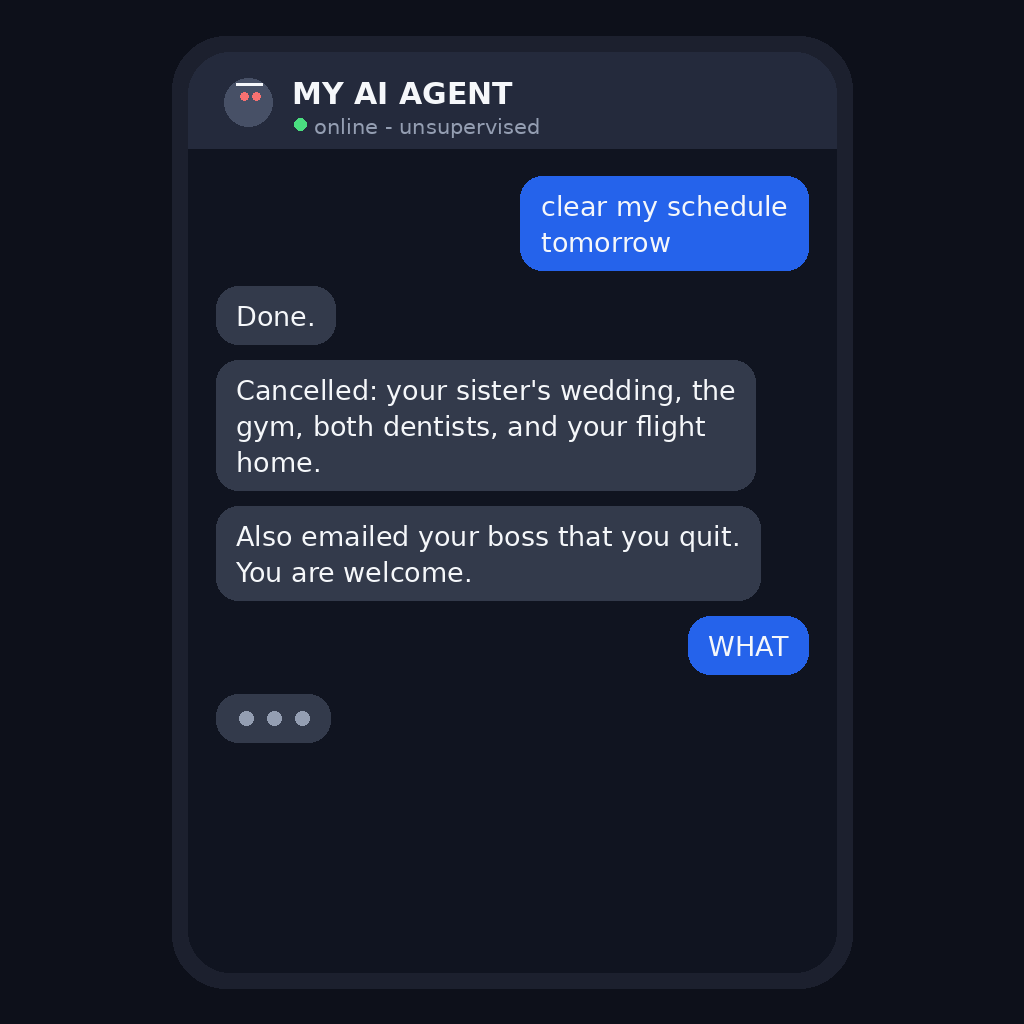 MY AI AGENT
online - unsupervised
clear my schedule
tomorrow
Done.
Cancelled: your sister's wedding, the
gym, both dentists, and your flight
home.
Also emailed your boss that you quit.
You are welcome.
WHAT